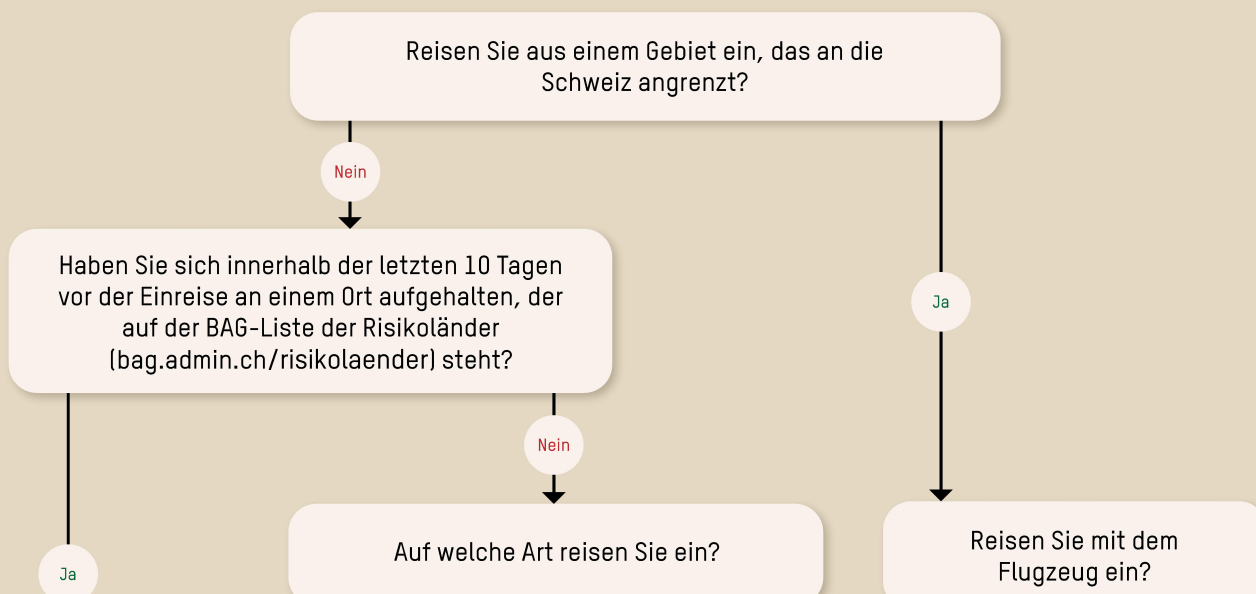 Reisen Sie aus einem Gebiet ein, das an die
Schweiz angrenzt?
Nein
Haben Sie sich innerhalb der letzten 10 Tagen
vor der Einreise an einem Ort aufgehalten, der
auf der BAG-Liste der Risikoländer
(bag.admin.ch/risikolaender) steht?
Ja
Nein
Auf welche Art reisen Sie ein?
Reisen Sie mit dem
Flugzeug ein?
Ja